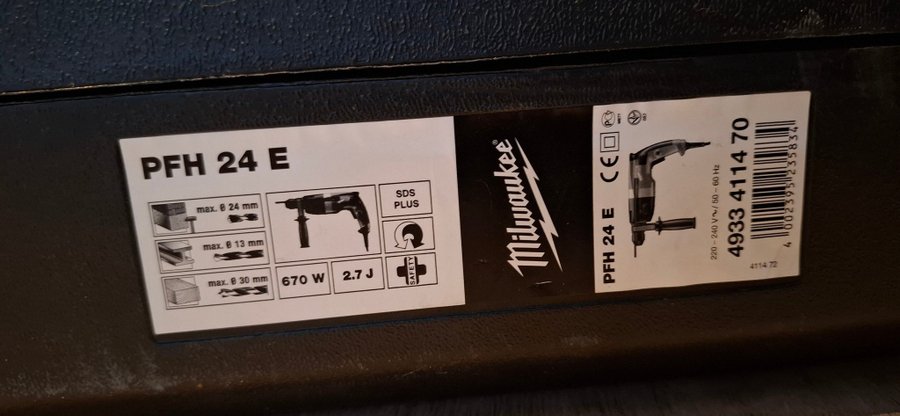 PFH 24 E
max. Ø 24 mm
max. Ø 13 mm
max. Ø 30 mm
670 W
2.7 J
SDS
PLUS
SAFETY
Milwaukee
PFH 24 E
CE
220 – 240 V ~ / 50 – 60 Hz
4933 4114 70
4 002395 235834
4114 72